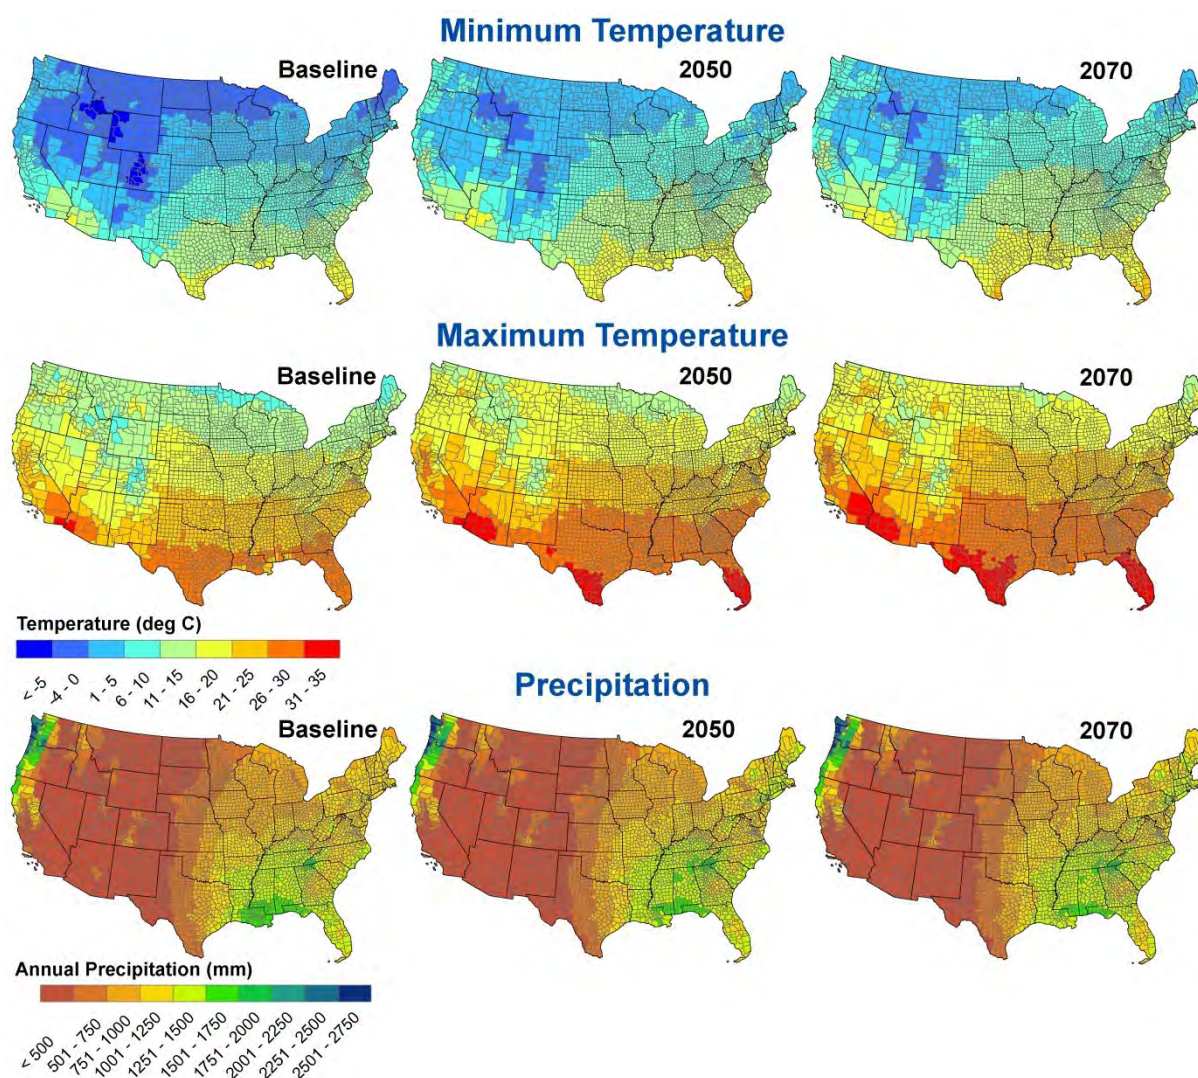 Minimum Temperature
Baseline
2050
2070
Maximum Temperature
Baseline
2050
2070
Temperature (deg C)
< -5
-4 - 0
1 - 5
6 - 10
11 - 15
16 - 20
21 - 25
26 - 30
31 - 35
Precipitation
Baseline
2050
2070
Annual Precipitation (mm)
< 500
501 - 750
751 - 1000
1001 - 1250
1251 - 1500
1501 - 1750
1751 - 2000
2001 - 2250
2251 - 2500
2501 - 2750